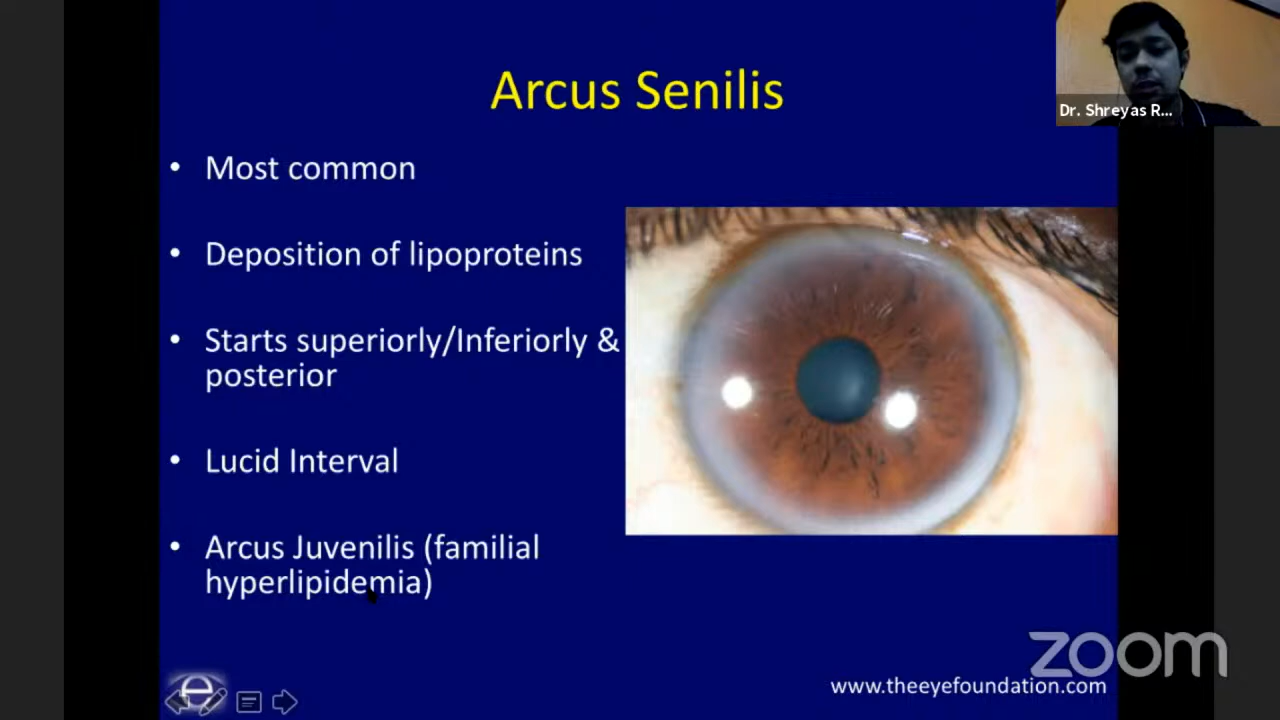 Arcus Senilis
Dr. Shreyas R...
• Most common
• Deposition of lipoproteins
• Starts superiorly/Inferiorly &
posterior
• Lucid Interval
• Arcus Juvenilis (familial
hyperlipidemia)
zoom
e
www.theeyefoundation.com